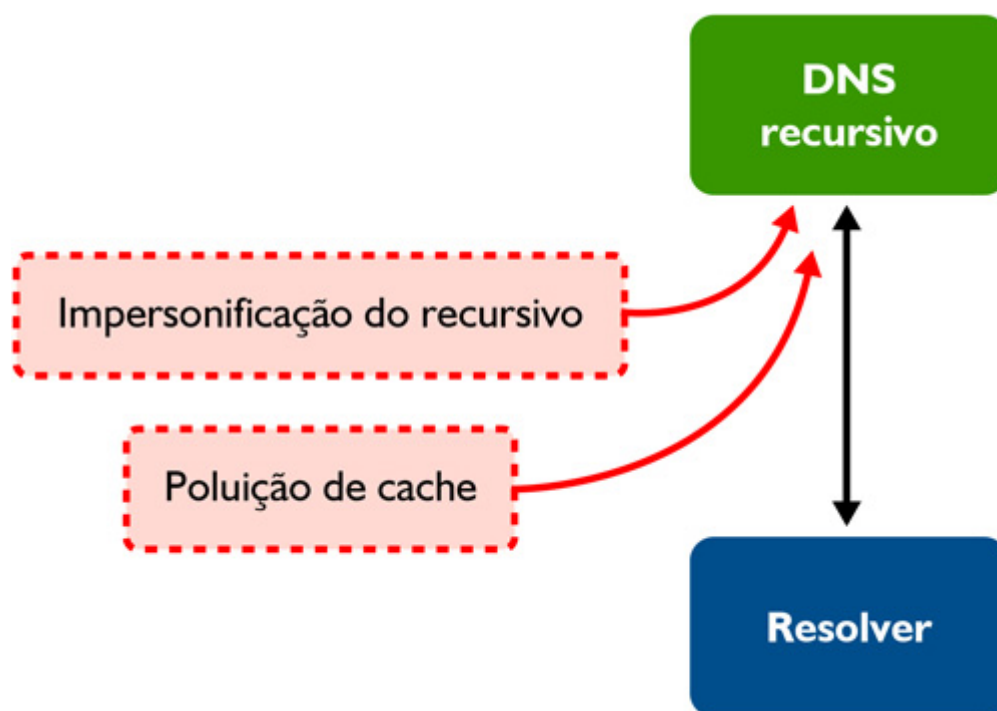 DNS
recursivo
Impersonificação do recursivo
Poluição de cache
Resolver